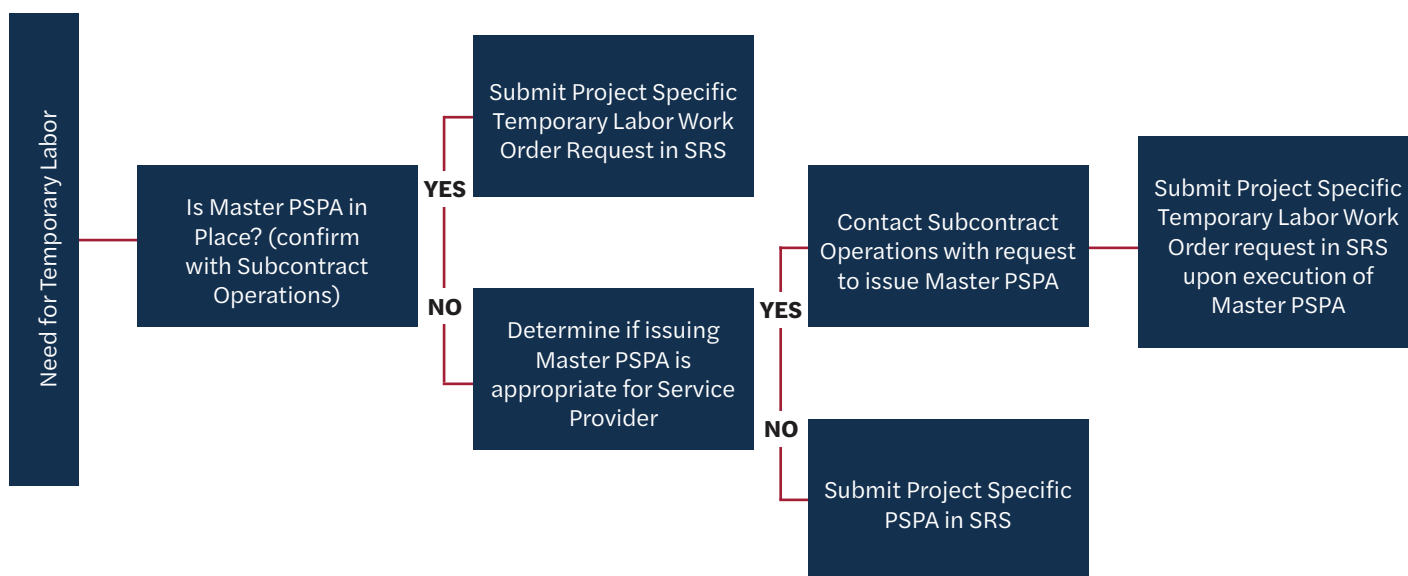 Need for Temporary Labor
Is Master PSPA in
Place? (confirm
with Subcontract
Operations)
YES
Submit Project Specific
Temporary Labor Work
Order Request in SRS
NO
Determine if issuing
Master PSPA is
appropriate for Service
Provider
YES
Contact Subcontract
Operations with request
to issue Master PSPA
Submit Project Specific
Temporary Labor Work
Order request in SRS
upon execution of
Master PSPA
NO
Submit Project Specific
PSPA in SRS